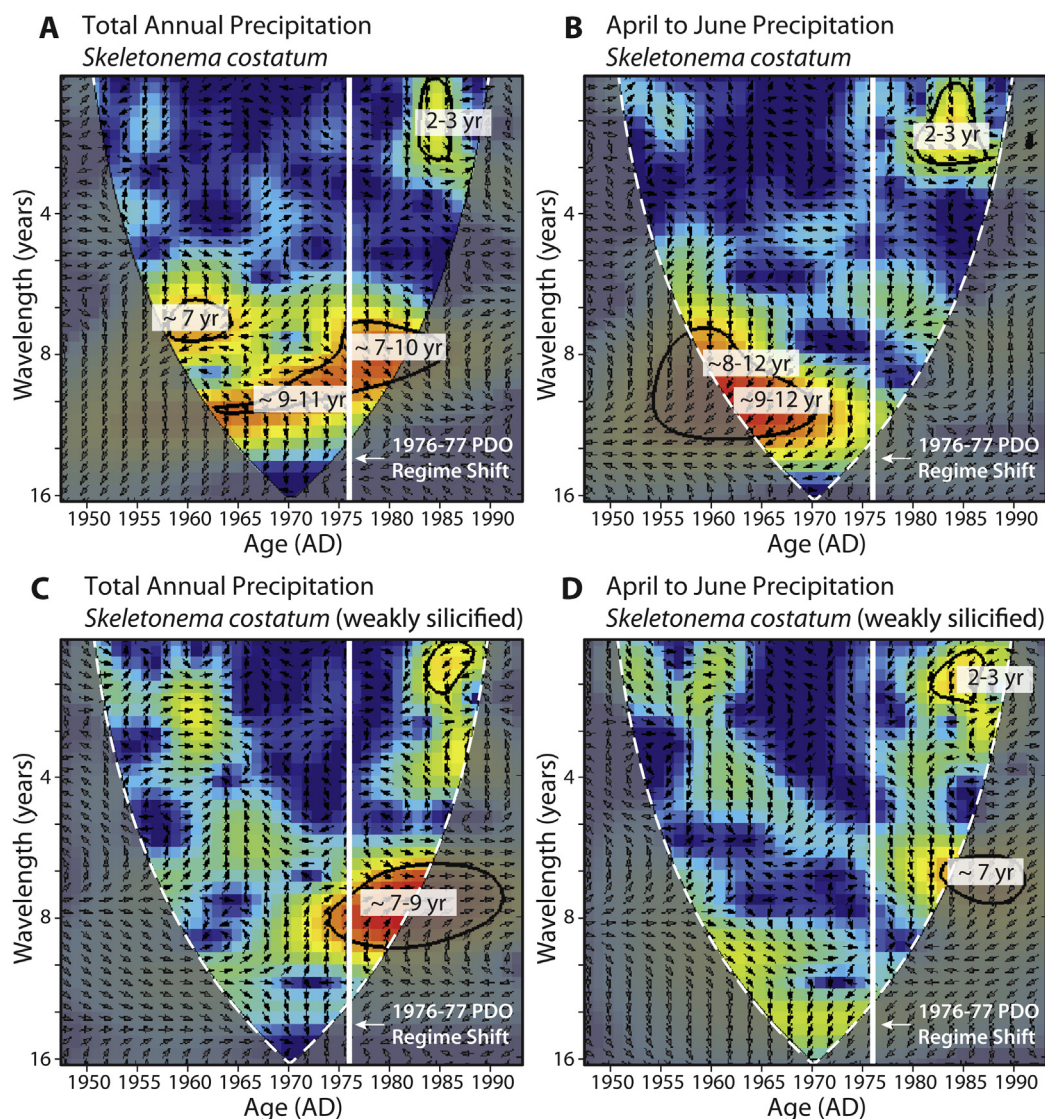 A Total Annual Precipitation
Skeletonema costatum
Wavelength (years)
4
8
16
2-3 yr
~ 7 yr
~ 7-10 yr
~ 9-11 yr
1976-77 PDO
Regime Shift
1950 1955 1960 1965 1970 1975 1980 1985 1990
Age (AD)
B April to June Precipitation
Skeletonema costatum
Wavelength (years)
4
8
16
2-3 yr
~8-12 yr
~9-12 yr
1976-77 PDO
Regime Shift
1950 1955 1960 1965 1970 1975 1980 1985 1990
Age (AD)
C Total Annual Precipitation
Skeletonema costatum (weakly silicified)
Wavelength (years)
4
8
16
~ 7-9 yr
1976-77 PDO
Regime Shift
1950 1955 1960 1965 1970 1975 1980 1985 1990
Age (AD)
D April to June Precipitation
Skeletonema costatum (weakly silicified)
Wavelength (years)
4
8
16
2-3 yr
~ 7 yr
1976-77 PDO
Regime Shift
1950 1955 1960 1965 1970 1975 1980 1985 1990
Age (AD)